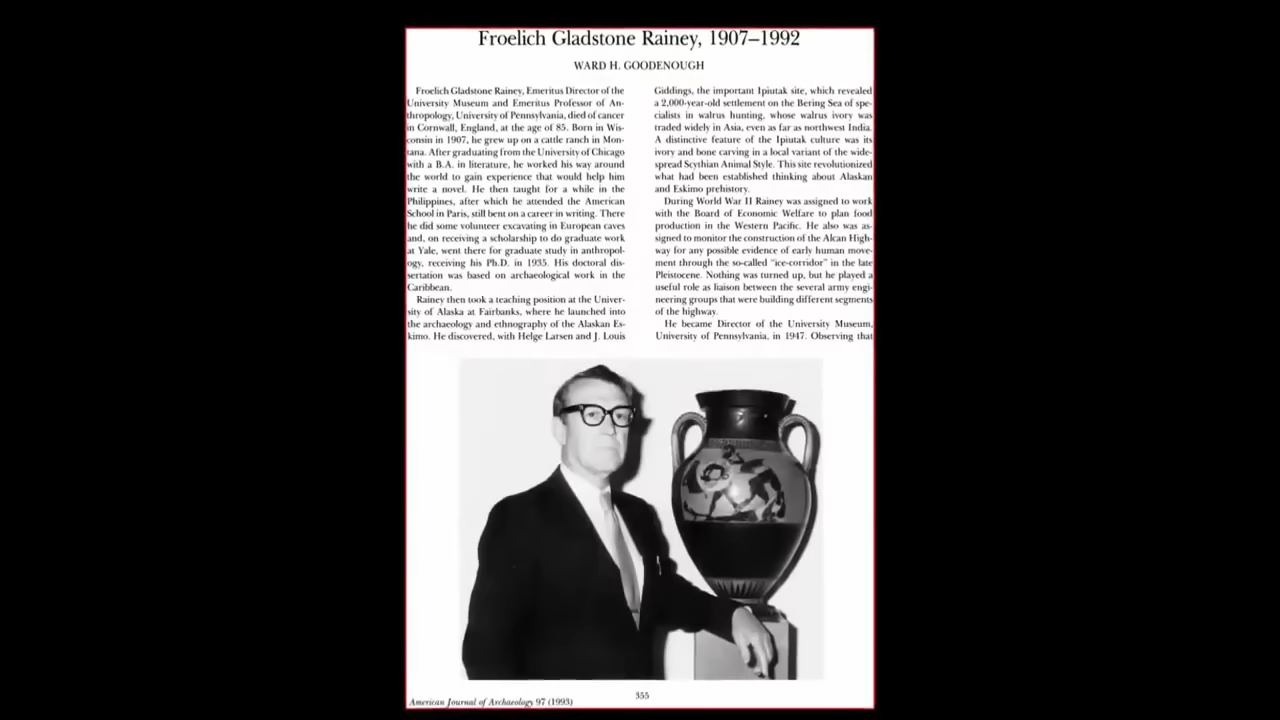 Froelich Gladstone Rainey, 1907–1992
WARD H. GOODENOUGH
Froelich Gladstone Rainey, Emeritus Director of the
University Museum and Emeritus Professor of An-
thropology, University of Pennsylvania, died of cancer
in Cornwall, England, at the age of 85. Born in Wis-
consin in 1907, he grew up on a cattle ranch in Mon-
tana. After graduating from the University of Chicago
with a B.A. in literature, he worked his way around
the world to gain experience that would help him
write a novel. He then taught for a while in the
Philippines, after which he attended the American
School in Paris, still bent on a career in writing. There
he did some volunteer excavating in European caves
and, on receiving a scholarship to do graduate work
at Yale, went there for graduate study in anthropol-
ogy, receiving his Ph.D. in 1935. His doctoral dis-
sertation was based on archaeological work in the
Caribbean.
Rainey then took a teaching position at the Univer-
sity of Alaska at Fairbanks, where he launched into
the archaeology and ethnography of the Alaskan Es-
kimo. He discovered, with Helge Larsen and J. Louis
Giddings, the important Ipiutak site, which revealed
a 2,000-year-old settlement on the Bering Sea of spe-
cialists in walrus hunting, whose walrus ivory was
traded widely in Asia, even as far as northwest India.
A distinctive feature of the Ipiutak culture was its
ivory and bone carving in a local variant of the wide-
spread Scythian Animal Style. This site revolutionized
what had been established thinking about Alaskan
and Eskimo prehistory.
During World War II Rainey was assigned to work
with the Board of Economic Welfare to plan food
production in the Western Pacific. He also was as-
signed to monitor the construction of the Alcan High-
way for any possible evidence of early human move-
ment through the so-called "ice-corridor" in the late
Pleistocene. Nothing was turned up, but he played a
useful role as liaison between the several army engi-
neering groups that were building different segments
of the highway.
He became Director of the University Museum,
University of Pennsylvania, in 1947. Observing that
355
American Journal of Archaeology 97 (1993)